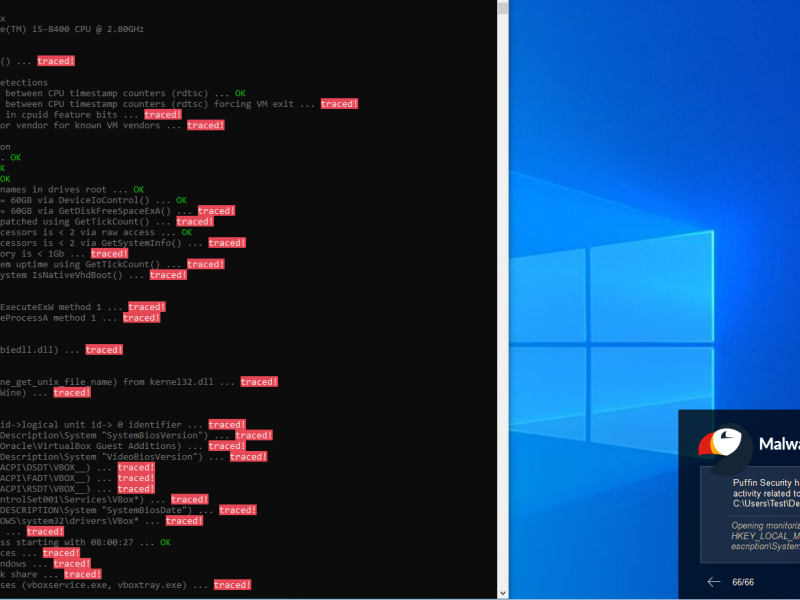 x
e(TM) i5-8400 CPU @ 2.80GHz
() ... traced!
etections
between CPU timestamp counters (rdtsc) ... OK
between CPU timestamp counters (rdtsc) forcing VM exit ... traced!
in cpuid feature bits ... traced!
or vendor for known VM vendors ... traced!
on
. OK
K
OK
names in drives root ... OK
= 60GB via DeviceIoControl() ... OK
= 60GB via GetDiskFreeSpaceExA() ... traced!
patched using GetTickCount() ... traced!
cessors is < 2 via raw access ... OK
cessors is < 2 via GetSystemInfo() ... traced!
ory is < 1Gb ... traced!
em uptime using GetTickCount() ... traced!
ystem IsNativeVhdBoot() ... traced!
ExecuteExW method 1 ... traced!
eProcessA method 1 ... traced!
biedll.dll) ... traced!
ne_get_unix_file_name) from kernel32.dll ... traced!
Wine) ... traced!
id->logical unit id-> 0 identifier ... traced!
Description\System "SystemBiosVersion") ... traced!
Oracle\VirtualBox Guest Additions) ... traced!
Description\System "VideoBiosVersion") ... traced!
ACPI\DSDT\VBOX__) ... traced!
ACPI\FADT\VBOX__) ... traced!
ACPI\RSDT\VBOX__) ... traced!
ntrolSet001\Services\VBox*) ... traced!
DESCRIPTION\System "SystemBiosDate") ... traced!
OWS\system32\drivers\VBox* ... traced!
... traced!
ss starting with 08:00:27 ... OK
ces ... traced!
ndows ... traced!
k share ... traced!
ses (vboxservice.exe, vboxtray.exe) ... traced!
Malwa
Puffin Security h
activity related to
C:\Users\Test\De
Opening monitoriz
HKEY_LOCAL_M
escription\System
66/66